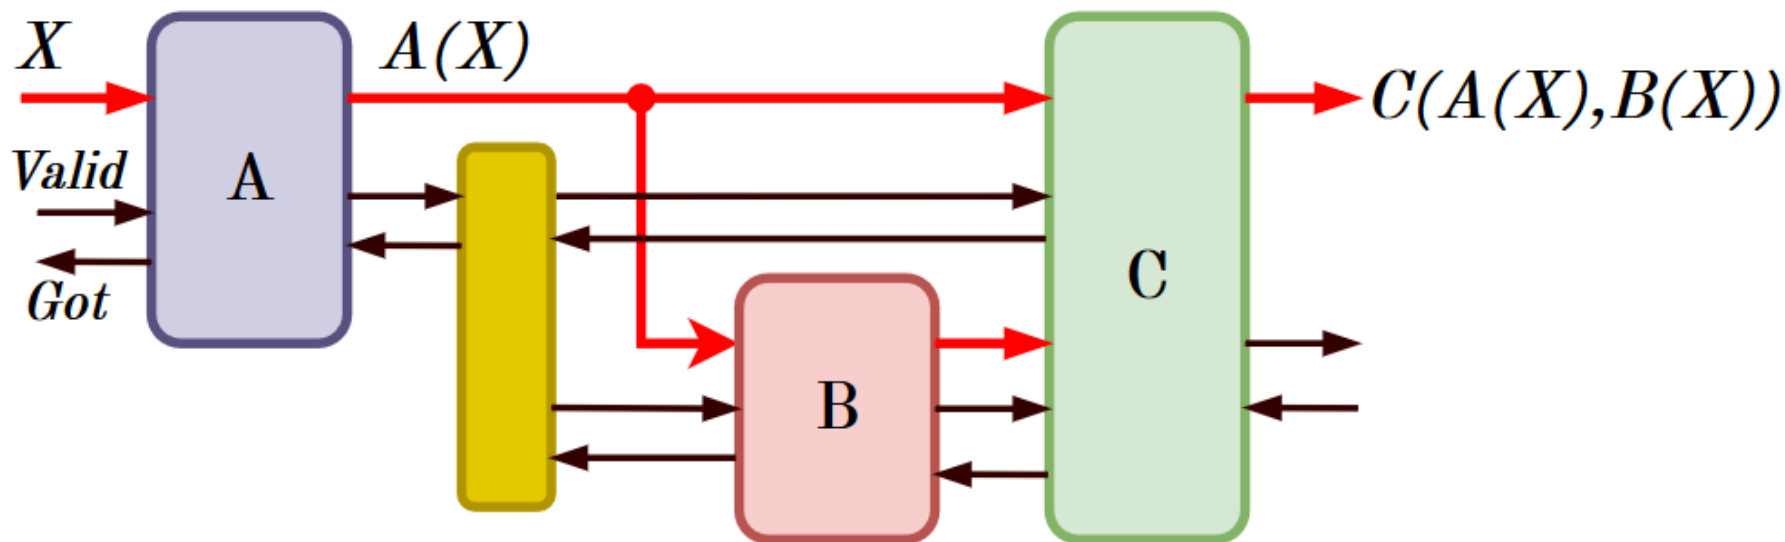 X
A(X)
C(A(X),B(X))
Valid
A
Got
C
B